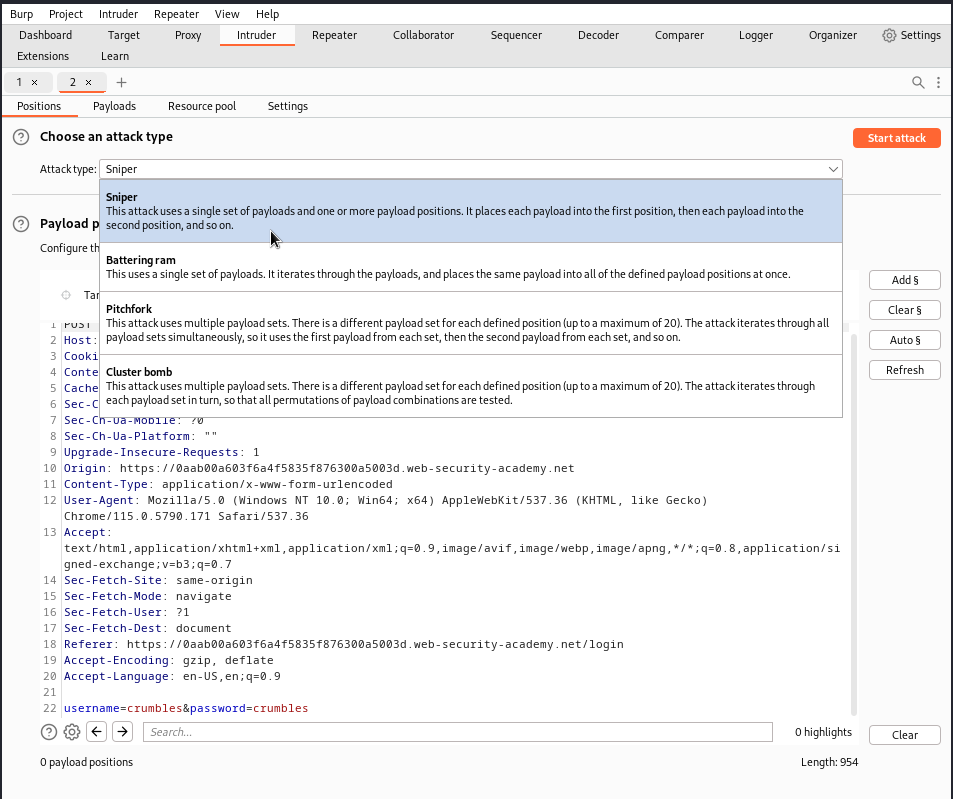 Burp Project Intruder Repeater View Help
Dashboard Target Proxy Intruder Repeater Collaborator Sequencer Decoder Comparer Logger Organizer Settings
Extensions Learn
1 × 2 × +
Positions Payloads Resource pool Settings
? Choose an attack type Start attack
Attack type: Sniper
Sniper
This attack uses a single set of payloads and one or more payload positions. It places each payload into the first position, then each payload into the
second position, and so on.
? Payload p
Configure th
Battering ram
This uses a single set of payloads. It iterates through the payloads, and places the same payload into all of the defined payload positions at once.
Add §
Tar
Pitchfork
This attack uses multiple payload sets. There is a different payload set for each defined position (up to a maximum of 20). The attack iterates through all
payload sets simultaneously, so it uses the first payload from each set, then the second payload from each set, and so on.
Clear §
Auto §
Refresh
Cluster bomb
This attack uses multiple payload sets. There is a different payload set for each defined position (up to a maximum of 20). The attack iterates through
each payload set in turn, so that all permutations of payload combinations are tested.
1 POST
2 Host:
3 Cooki
4 Conte
5 Cache
6 Sec-C
7 Sec-Ch-Ua-Mobile: ?0
8 Sec-Ch-Ua-Platform: ""
9 Upgrade-Insecure-Requests: 1
10 Origin: https://0aab00a603f6a4f5835f876300a5003d.web-security-academy.net
11 Content-Type: application/x-www-form-urlencoded
12 User-Agent: Mozilla/5.0 (Windows NT 10.0; Win64; x64) AppleWebKit/537.36 (KHTML, like Gecko)
Chrome/115.0.5790.171 Safari/537.36
13 Accept:
text/html,application/xhtml+xml,application/xml;q=0.9,image/avif,image/webp,image/apng,*/*;q=0.8,application/si
gned-exchange;v=b3;q=0.7
14 Sec-Fetch-Site: same-origin
15 Sec-Fetch-Mode: navigate
16 Sec-Fetch-User: ?1
17 Sec-Fetch-Dest: document
18 Referer: https://0aab00a603f6a4f5835f876300a5003d.web-security-academy.net/login
19 Accept-Encoding: gzip, deflate
20 Accept-Language: en-US,en;q=0.9
21
22 username=crumbles&password=crumbles
? Search... 0 highlights Clear
0 payload positions Length: 954